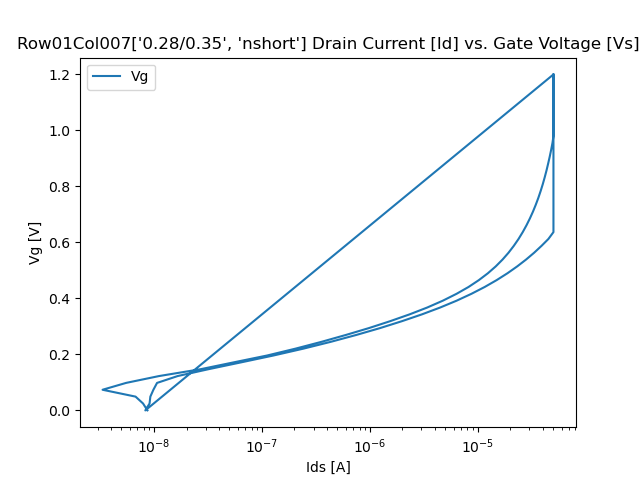 Row01Col007['0.28/0.35', 'nshort'] Drain Current [Id] vs. Gate Voltage [Vs]
Vg
1.2
1.0
0.8
0.6
0.4
0.2
0.0
Vg [V]
10⁻⁸ 10⁻⁷ 10⁻⁶ 10⁻⁵
Ids [A]